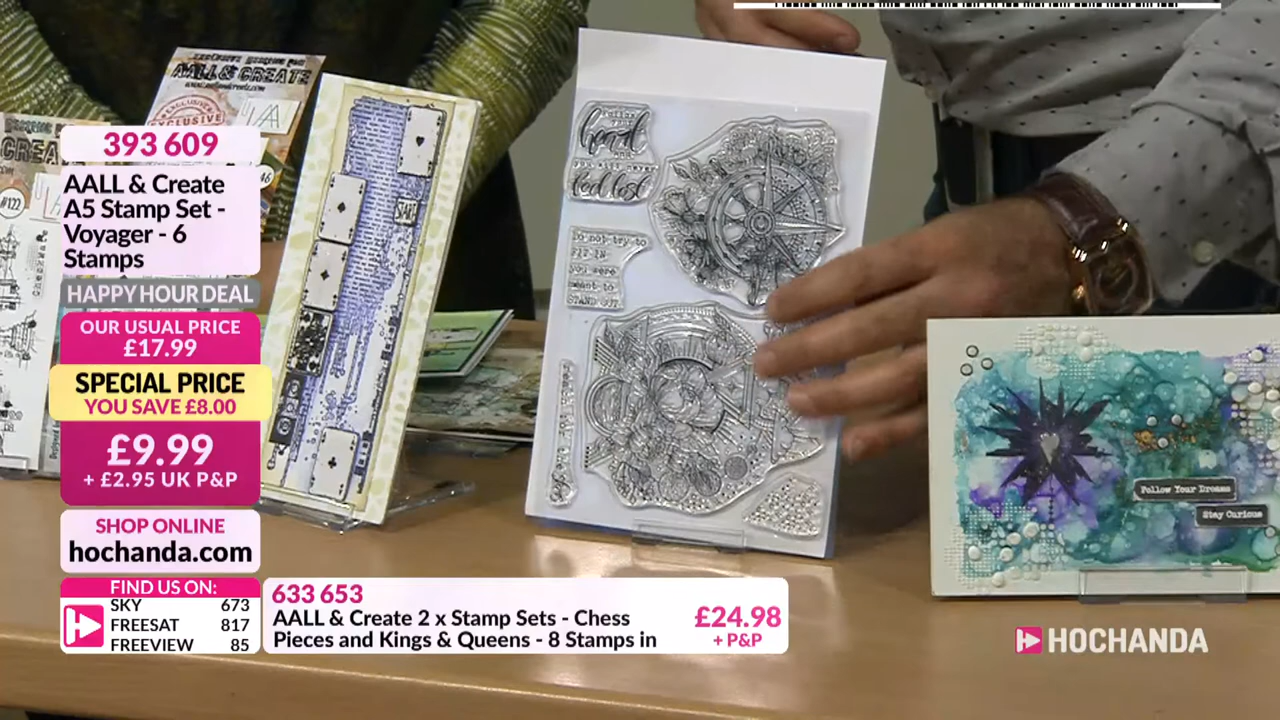 393 609
AALL & Create
A5 Stamp Set -
Voyager - 6
Stamps
HAPPY HOUR DEAL
OUR USUAL PRICE
£17.99
SPECIAL PRICE
YOU SAVE £8.00
£9.99
+ £2.95 UK P&P
SHOP ONLINE
hochanda.com
FIND US ON:
SKY 673
FREESAT 817
FREEVIEW 85
633 653
AALL & Create 2 x Stamp Sets - Chess
Pieces and Kings & Queens - 8 Stamps in
£24.98
+ P&P
HOCHANDA
AALL & CREATE
EXCLUSIVE
#122
heart
feel lost
Do not try to
fit in
you were
meant to
STAND OUT
Follow Your Dreams
Stay Curious